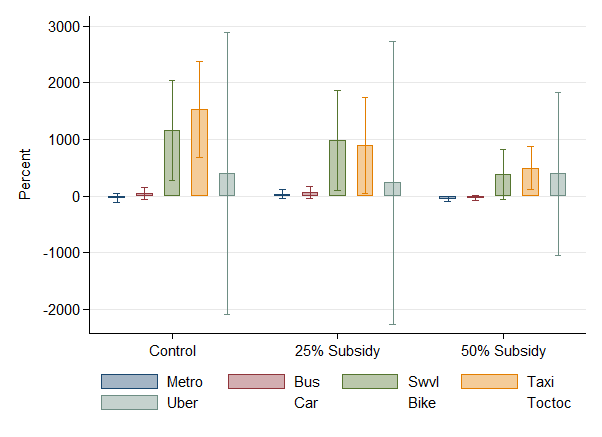 3000
2000
1000
0
-1000
-2000
Percent
Control 25% Subsidy 50% Subsidy
Metro Bus Swvl Taxi
Uber Car Bike Toctoc